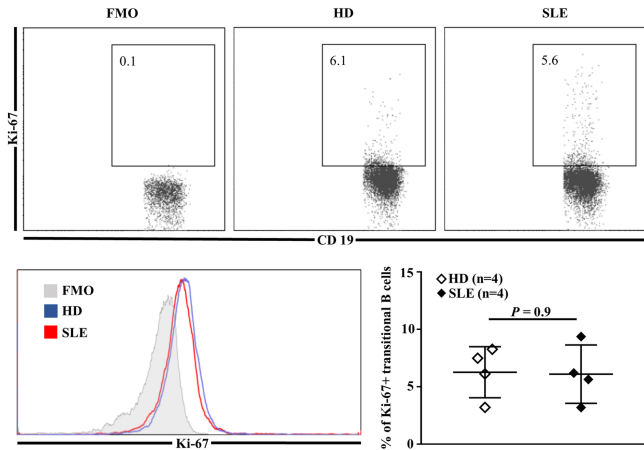 FMO
HD
SLE
Ki-67
0.1
6.1
5.6
CD 19
FMO
HD
SLE
Ki-67
% of Ki-67+ transitional B cells
15
10
5
0
HD (n=4)
SLE (n=4)
P = 0.9